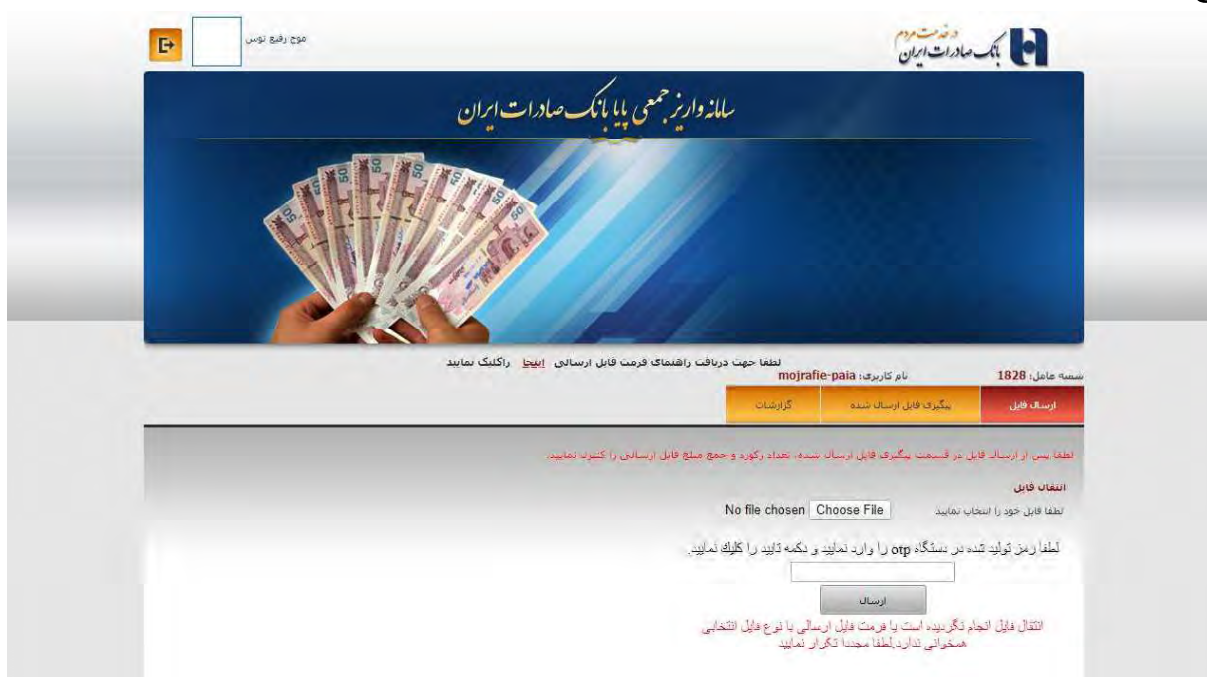 موج رفیع توس
در خدمت مردم
بانک صادرات ایران
سامانه واریز جمعی پایا بانک صادرات ایران
لطفا جهت دریافت راهنمای فرمت فایل ارسالی اینجا راکلیک نمایید
عامل: 1828 نام کاربری: mojrafie-paia
ارسال فایل پیگیری فایل ارسال شده گزارشات
لطفا پس از ارسال فایل در قسمت پیگیری فایل ارسال شده، تعداد رکورد و جمع مبلغ فایل ارسالی را کنترل نمایید.
انتقال فایل
لطفا فایل خود را انتخاب نمایید Choose File No file chosen
لطفا رمز تولید شده در دستگاه otp را وارد نمایید و دکمه تایید را کلیك نمایید.
ارسال
انتقال فایل انجام نگردیده است یا فرمت فایل ارسالی با نوع فایل انتخابی
همخوانی ندارد.لطفا مجددا تکرار نمایید